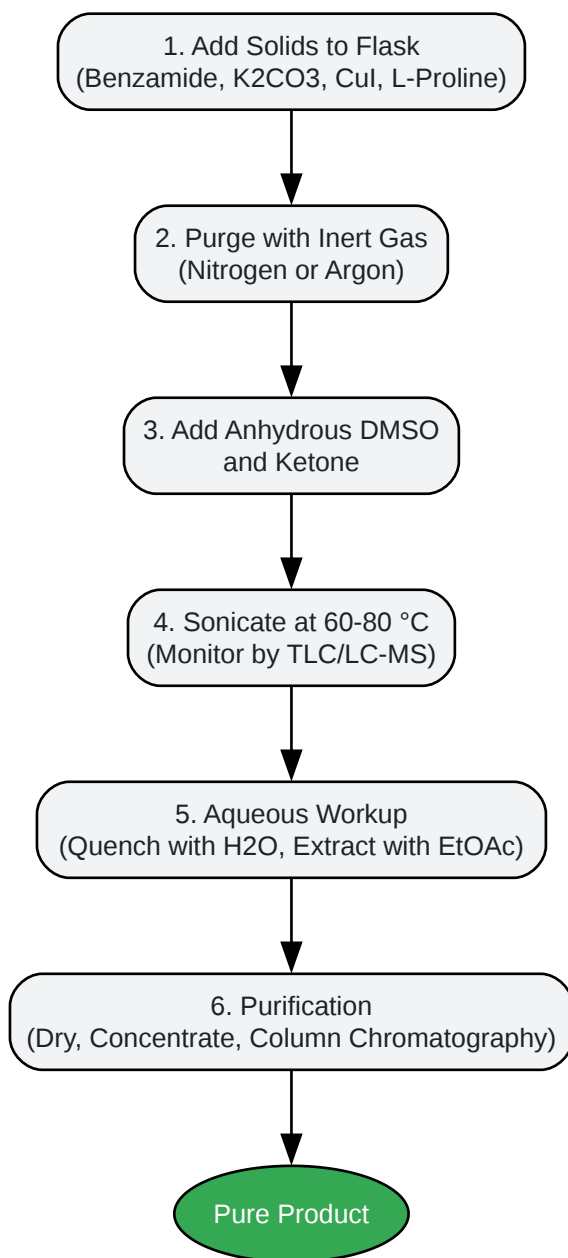 1. Add Solids to Flask
(Benzamide, K2CO3, CuI, L-Proline)
2. Purge with Inert Gas
(Nitrogen or Argon)
3. Add Anhydrous DMSO
and Ketone
4. Sonicate at 60-80 °C
(Monitor by TLC/LC-MS)
5. Aqueous Workup
(Quench with H2O, Extract with EtOAc)
6. Purification
(Dry, Concentrate, Column Chromatography)
Pure Product